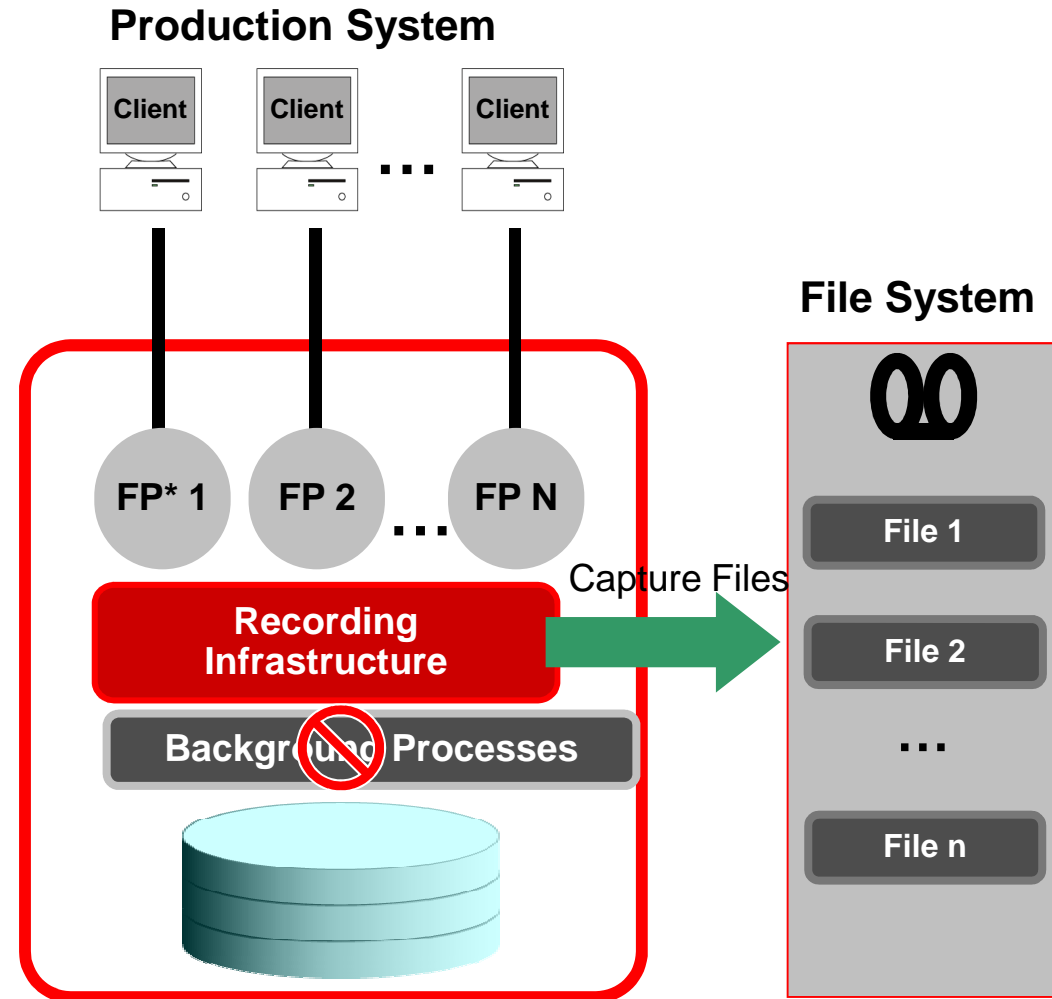 Production System
Client
Client
Client
...
File System
FP* 1
FP 2
...
FP N
Capture Files
File 1
Recording
Infrastructure
File 2
Background Processes
...
File n